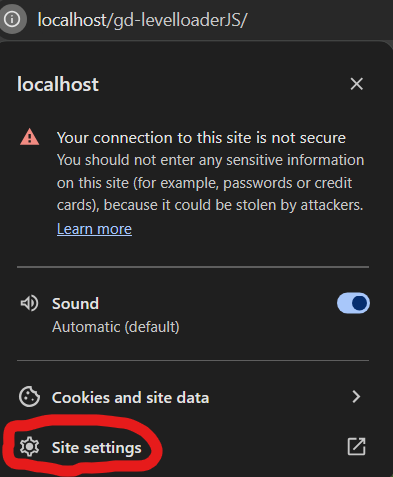 localhost/gd-levelloaderJS/
localhost
Your connection to this site is not secure
You should not enter any sensitive information
on this site (for example, passwords or credit
cards), because it could be stolen by attackers.
Learn more
Sound
Automatic (default)
Cookies and site data
Site settings